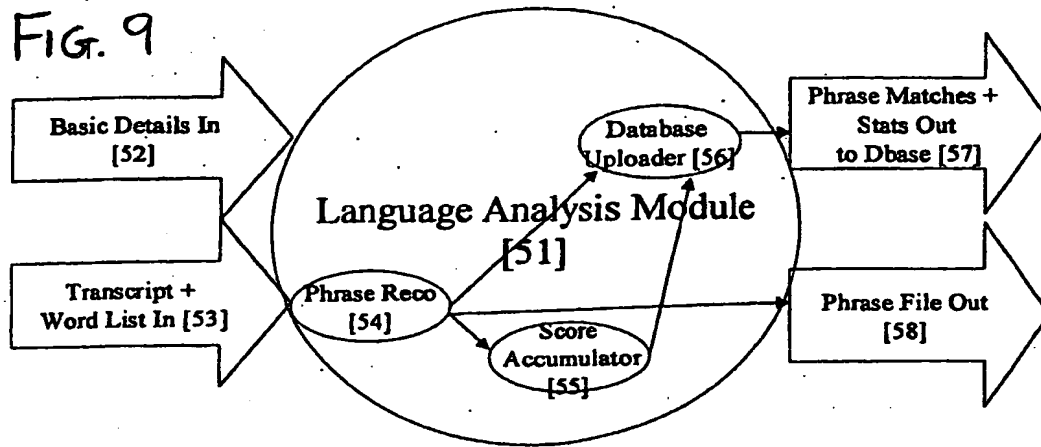 FIG. 9
Basic Details In
[52]
Transcript +
Word List In [53]
Language Analysis Module
[51]
Phrase Reco
[54]
Score
Accumulator
[55]
Database
Uploader [56]
Phrase Matches +
Stats Out
to Dbase [57]
Phrase File Out
[58]